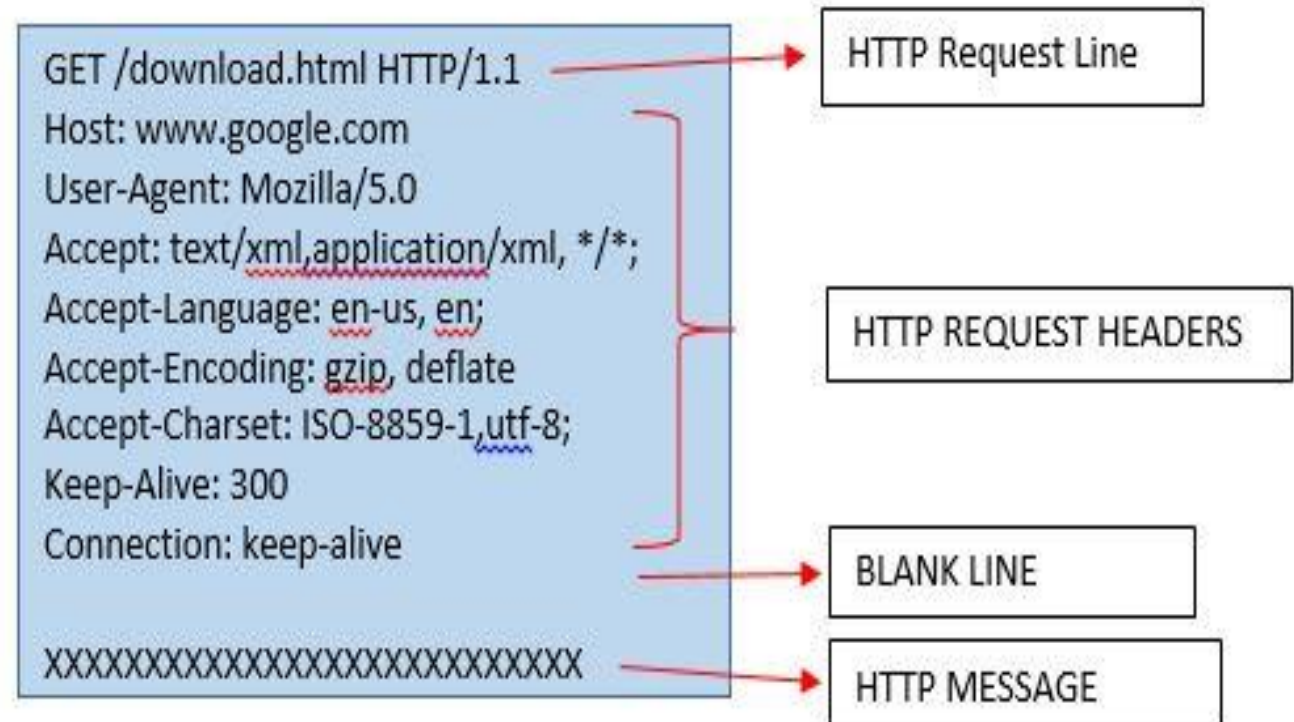 GET /download.html HTTP/1.1
HTTP Request Line
Host: www.google.com
User-Agent: Mozilla/5.0
Accept: text/xml,application/xml, */*;
Accept-Language: en-us, en;
Accept-Encoding: gzip, deflate
Accept-Charset: ISO-8859-1,utf-8;
Keep-Alive: 300
Connection: keep-alive
HTTP REQUEST HEADERS
BLANK LINE
XXXXXXXXXXXXXXXXXXXXXXXXXXX
HTTP MESSAGE